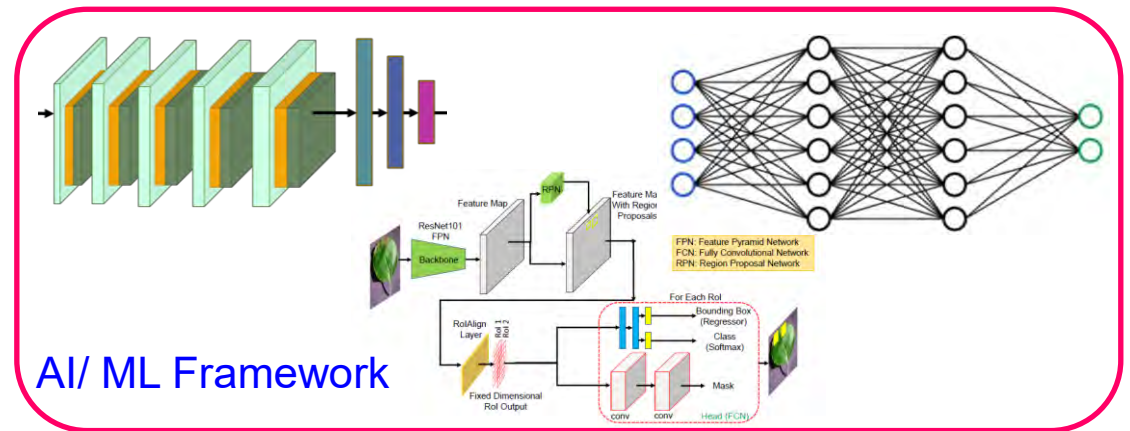 RPN
Feature Map
Feature Ma
With Region
Proposals
ResNet101
FPN
Backbone
FPN: Feature Pyramid Network
FCN: Fully Convolutional Network
RPN: Region Proposal Network
For Each RoI
Bounding Box
(Regressor)
Class
(Softmax)
RoIAlign
Layer
RoI 1
RoI 2
Mask
Fixed Dimensional
RoI Output
conv
conv
Head (FCN)
AI/ ML Framework